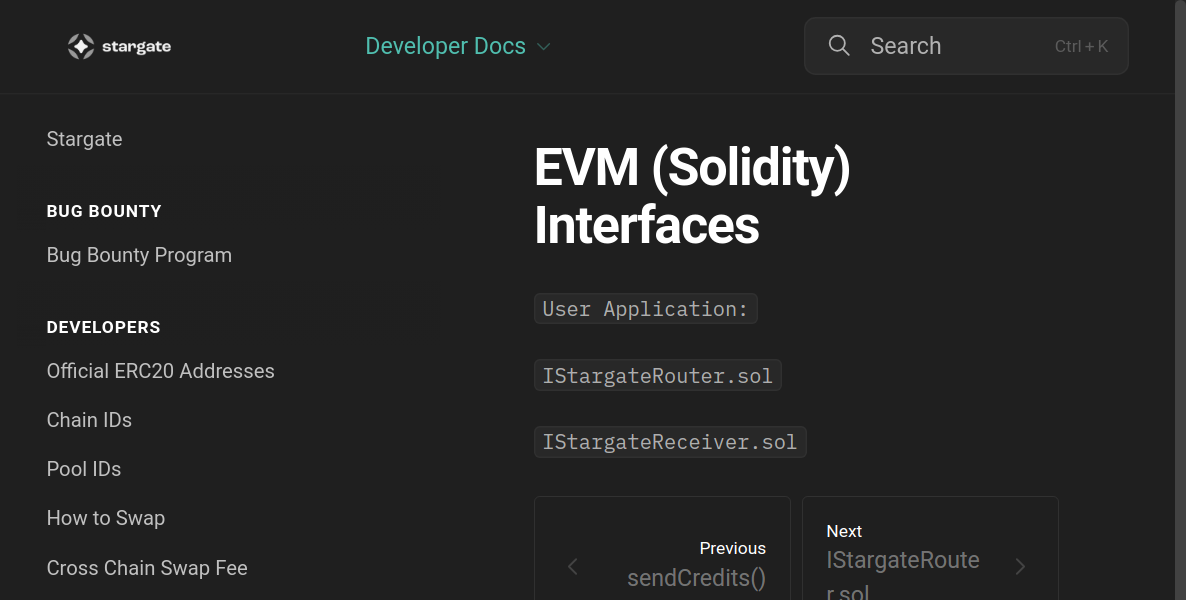 stargate
Developer Docs
Search
Ctrl + K
Stargate
BUG BOUNTY
Bug Bounty Program
DEVELOPERS
Official ERC20 Addresses
Chain IDs
Pool IDs
How to Swap
Cross Chain Swap Fee
EVM (Solidity)
Interfaces
User Application:
IStargateRouter.sol
IStargateReceiver.sol
Previous
sendCredits()
Next
IStargateRoute
r.sol